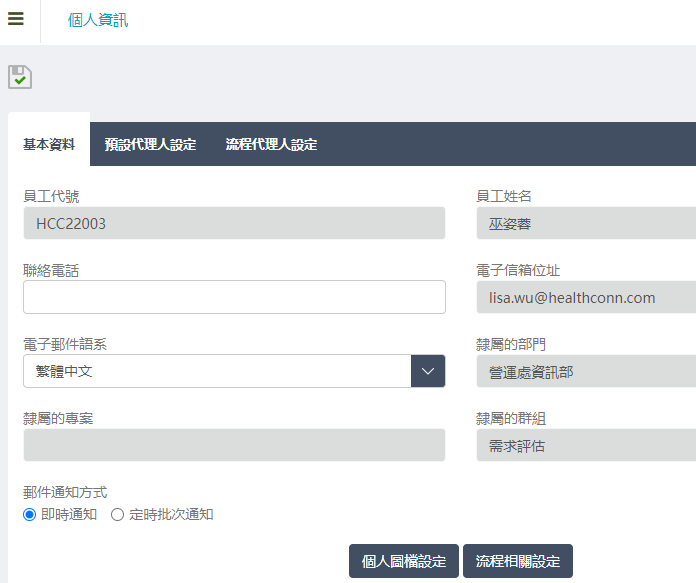 個人資訊
基本資料 預設代理人設定 流程代理人設定
員工代號 員工姓名
HCC22003 巫姿蓉
聯絡電話 電子信箱位址
lisa.wu@healthconn.com
電子郵件語系 隸屬的部門
繁體中文 營運處資訊部
隸屬的專案 隸屬的群組
需求評估
郵件通知方式
即時通知 定時批次通知
個人圖檔設定 流程相關設定